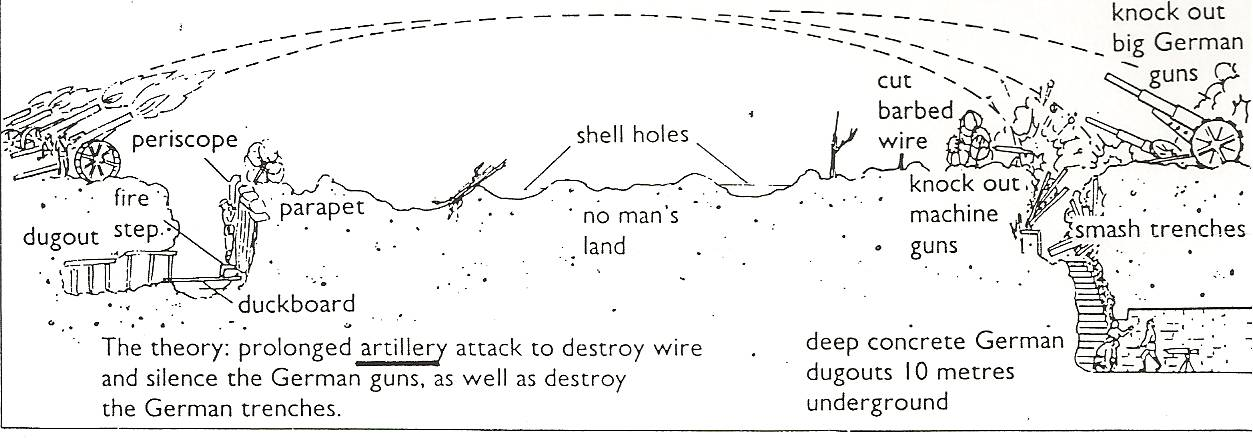 knock out
big German
guns
cut
barbed
wire
periscope
shell holes
fire
step
parapet
dugout
no man's
land
knock out
machine
guns
smash trenches
duckboard
The theory: prolonged artillery attack to destroy wire
and silence the German guns, as well as destroy
the German trenches.
deep concrete German
dugouts 10 metres
underground